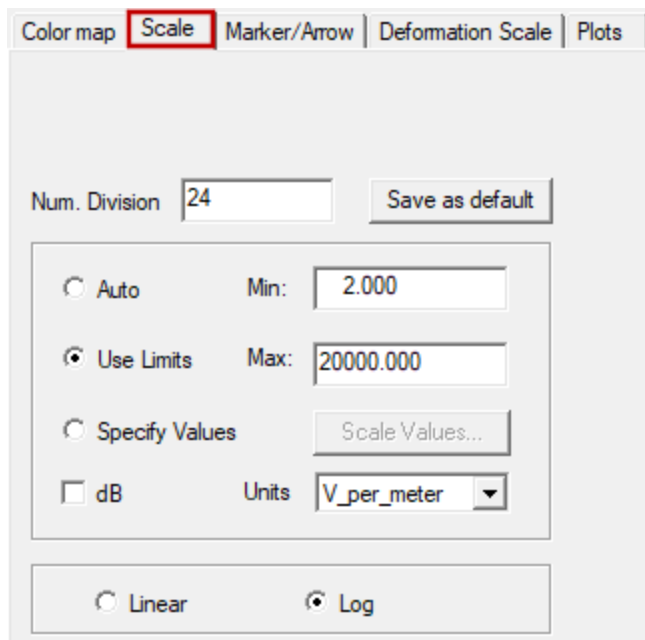 Color map Scale Marker/Arrow Deformation Scale Plots
Num. Division 24 Save as default
Auto Min: 2.000
Use Limits Max: 20000.000
Specify Values Scale Values...
dB Units V_per_meter
Linear Log